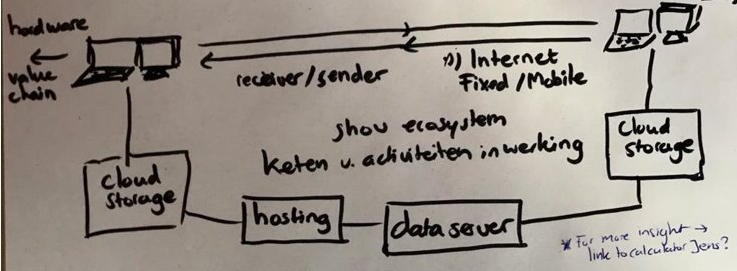 hardware
value
chain
receiver/sender
Internet
Fixed/Mobile
show ecosystem
keten v. activiteiten in werking
cloud
storage
cloud
storage
hosting
data server
* For more insight →
link to calculator Jens?